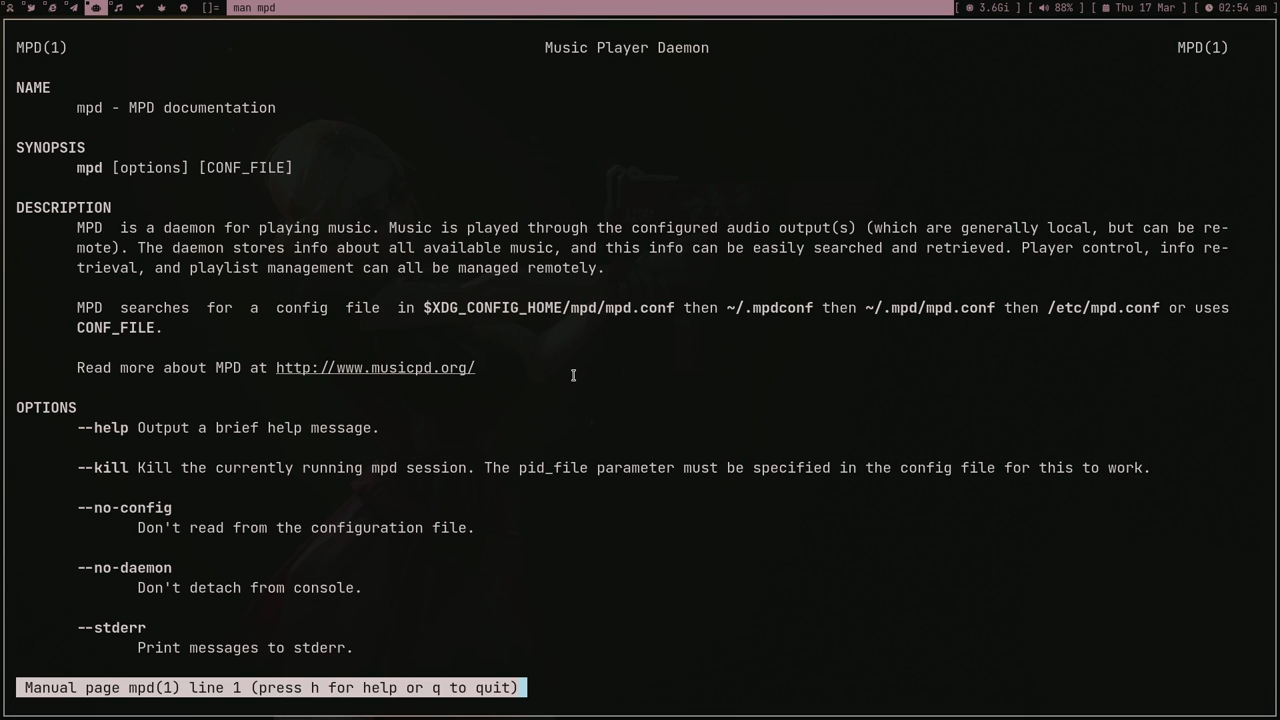 []= man mpd [ 3.6Gi ] [ 88% ] [ Thu 17 Mar ] [ 02:54 am ]
MPD(1) Music Player Daemon MPD(1)
NAME
mpd - MPD documentation
SYNOPSIS
mpd [options] [CONF_FILE]
DESCRIPTION
MPD is a daemon for playing music. Music is played through the configured audio output(s) (which are generally local, but can be re-
mote). The daemon stores info about all available music, and this info can be easily searched and retrieved. Player control, info re-
trieval, and playlist management can all be managed remotely.
MPD searches for a config file in $XDG_CONFIG_HOME/mpd/mpd.conf then ~/.mpdconf then ~/.mpd/mpd.conf then /etc/mpd.conf or uses
CONF_FILE.
Read more about MPD at http://www.musicpd.org/
OPTIONS
--help Output a brief help message.
--kill Kill the currently running mpd session. The pid_file parameter must be specified in the config file for this to work.
--no-config
Don't read from the configuration file.
--no-daemon
Don't detach from console.
--stderr
Print messages to stderr.
Manual page mpd(1) line 1 (press h for help or q to quit)